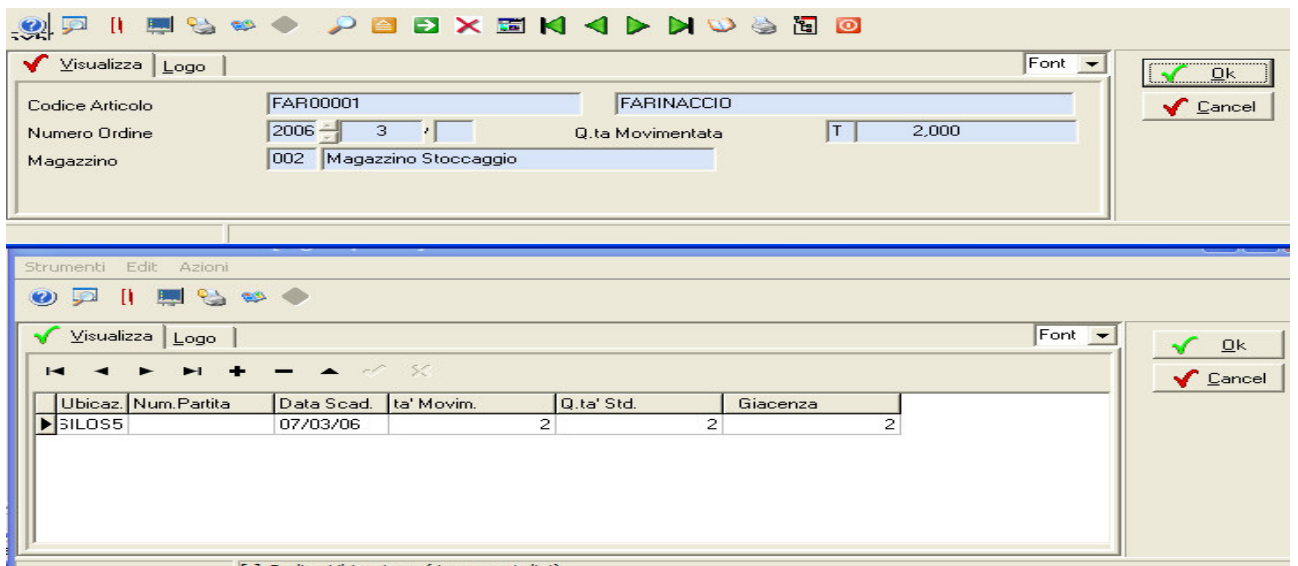 Visualizza Logo Font
Ok
Cancel
Codice Articolo FAR00001 FARINACCIO
Numero Ordine 2006 3 / Q.ta Movimentata T 2,000
Magazzino 002 Magazzino Stoccaggio
Strumenti Edit Azioni
Visualizza Logo Font
Ok
Cancel
Ubicaz. Num.Partita Data Scad. ta' Movim. Q.ta' Std. Giacenza
SILOS5 07/03/06 2 2 2